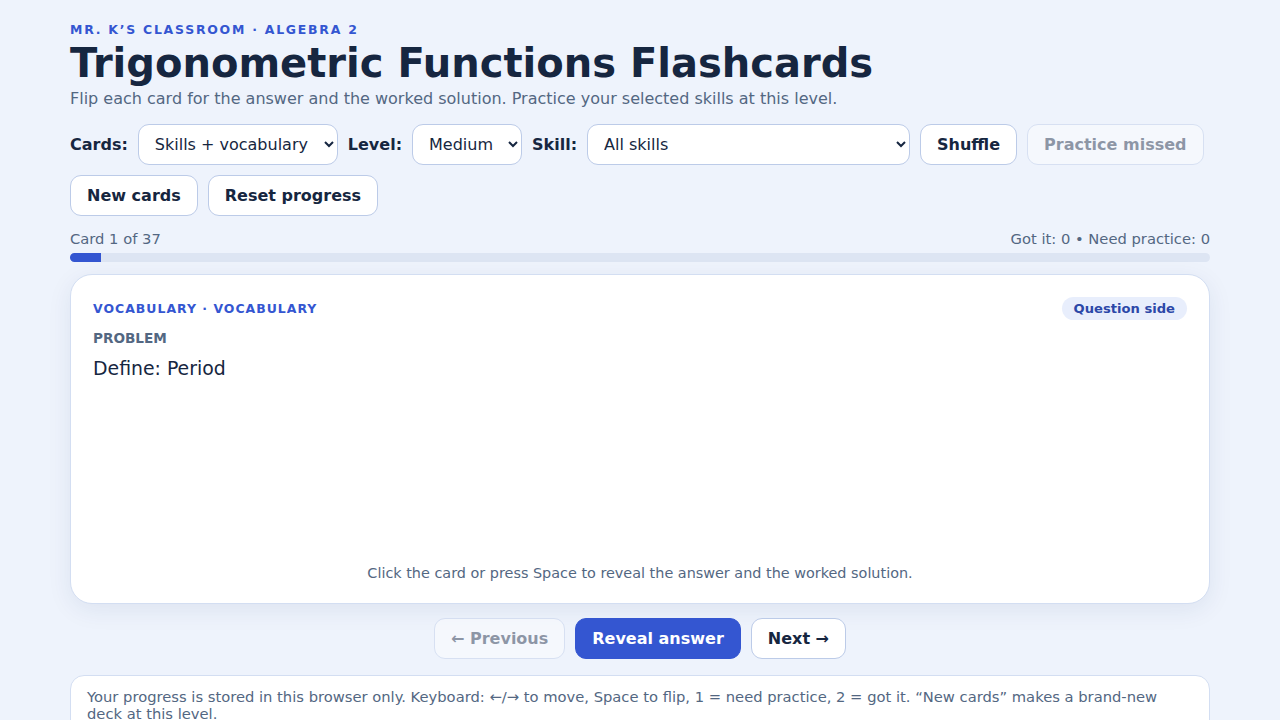 MR. K’S CLASSROOM · ALGEBRA 2
Trigonometric Functions Flashcards
Flip each card for the answer and the worked solution. Practice your selected skills at this level.
Cards: Skills + vocabulary Level: Medium Skill: All skills Shuffle Practice missed
New cards Reset progress
Card 1 of 37 Got it: 0 • Need practice: 0
VOCABULARY · VOCABULARY Question side
PROBLEM
Define: Period
Click the card or press Space to reveal the answer and the worked solution.
← Previous Reveal answer Next →
Your progress is stored in this browser only. Keyboard: ←/→ to move, Space to flip, 1 = need practice, 2 = got it. “New cards” makes a brand-new
deck at this level.